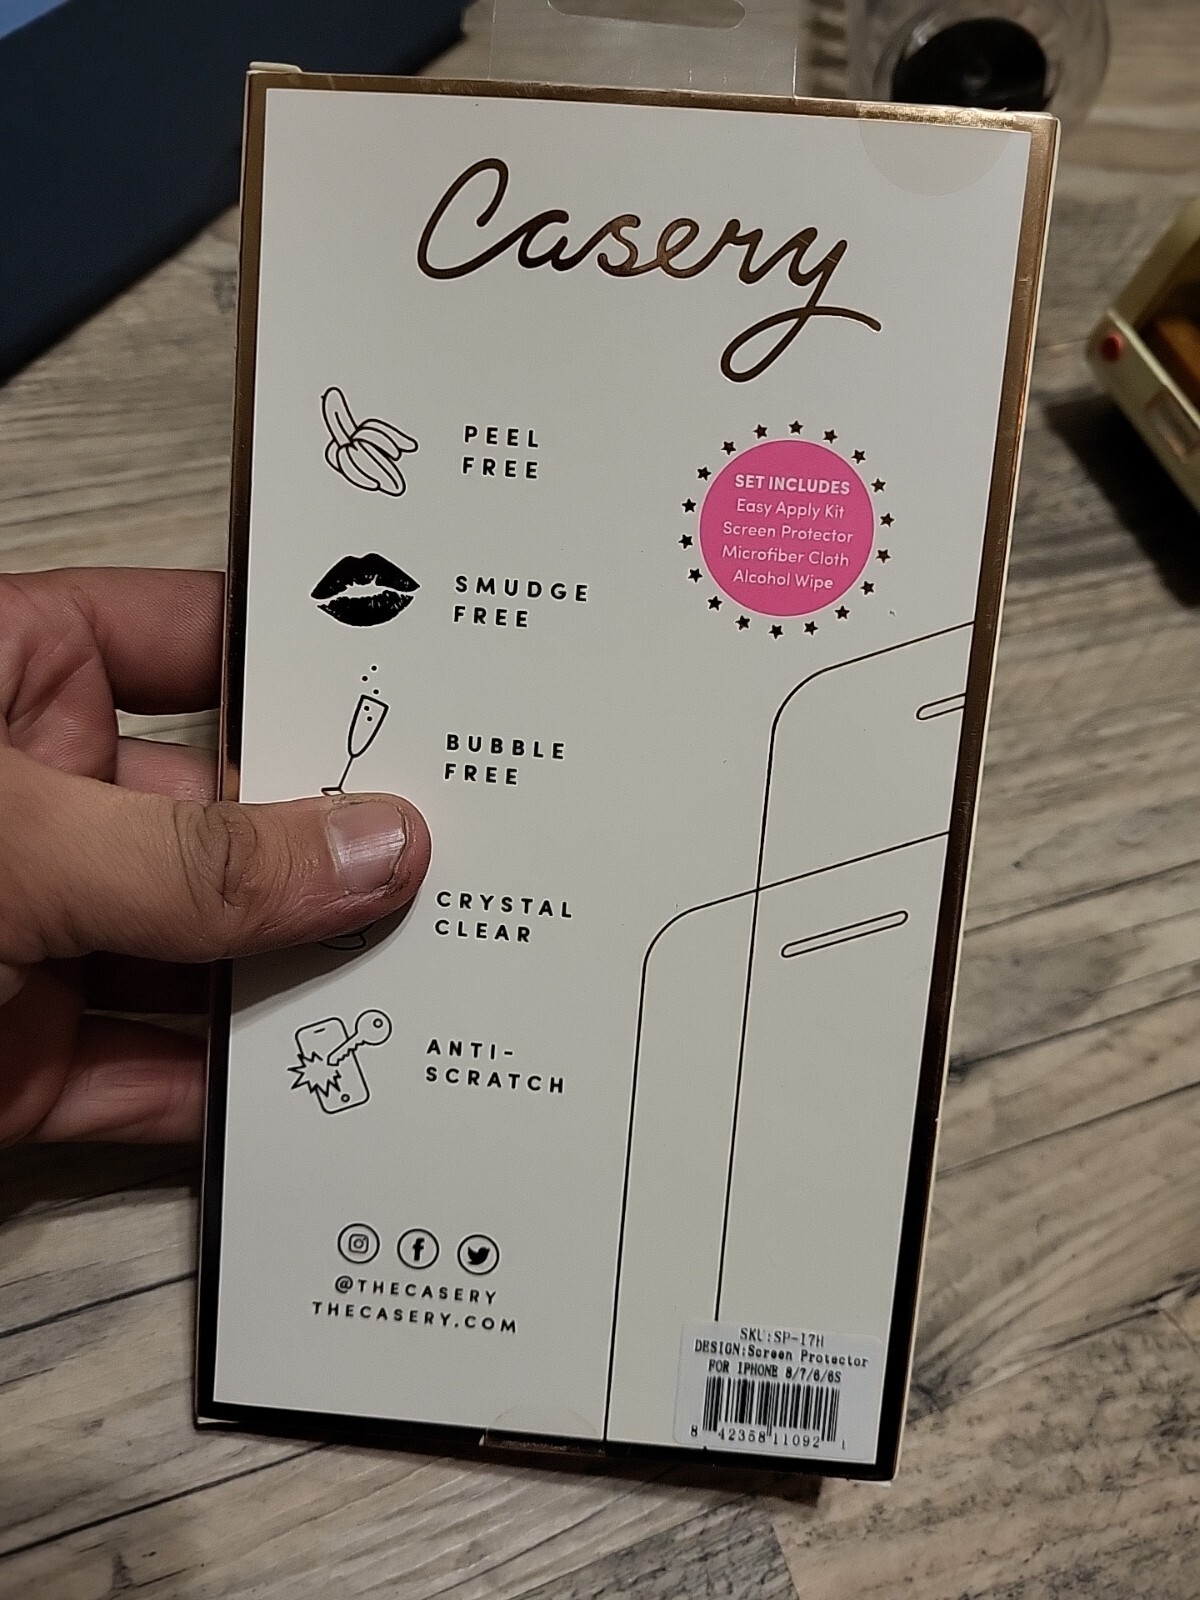 Casery
PEEL
FREE
SET INCLUDES
Easy Apply Kit
Screen Protector
Microfiber Cloth
Alcohol Wipe
SMUDGE
FREE
BUBBLE
FREE
CRYSTAL
CLEAR
ANTI-
SCRATCH
@THECASERY
THECASERY.COM
SKU:SP-17H
DESIGN:Screen Protector
FOR IPHONE 8/7/6/6S
8 42358 11092 1